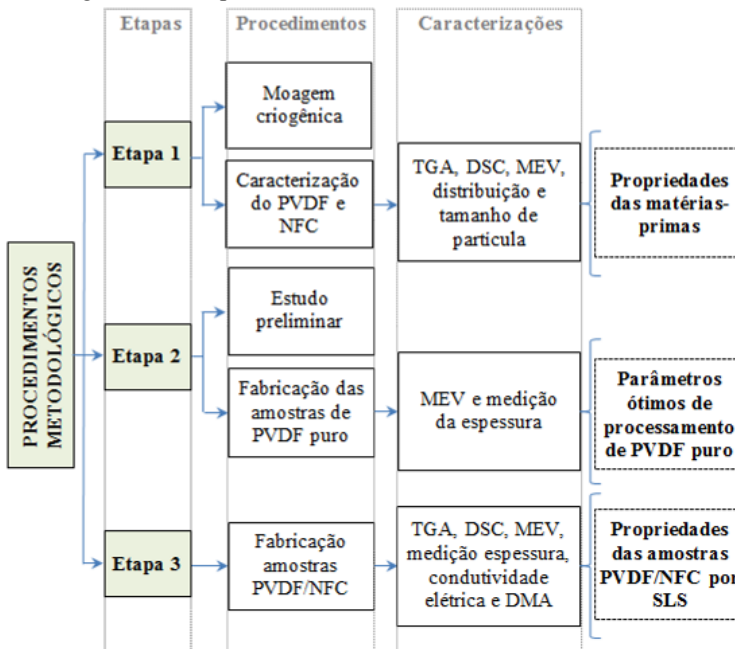 Etapas
Procedimentos
Caracterizações
PROCEDIMENTOS
METODOLÓGICOS
Etapa 1
Moagem
criogênica
Caracterização
do PVDF e
NFC
TGA, DSC, MEV,
distribuição e
tamanho de
particula
Propriedades
das matérias-
primas
Etapa 2
Estudo
preliminar
Fabricação das
amostras de
PVDF puro
MEV e medição
da espessura
Parâmetros
ótimos de
processamento
de PVDF puro
Etapa 3
Fabricação
amostras
PVDF/NFC
TGA, DSC, MEV,
medição espessura,
condutividade
elétrica e DMA
Propriedades
das amostras
PVDF/NFC por
SLS